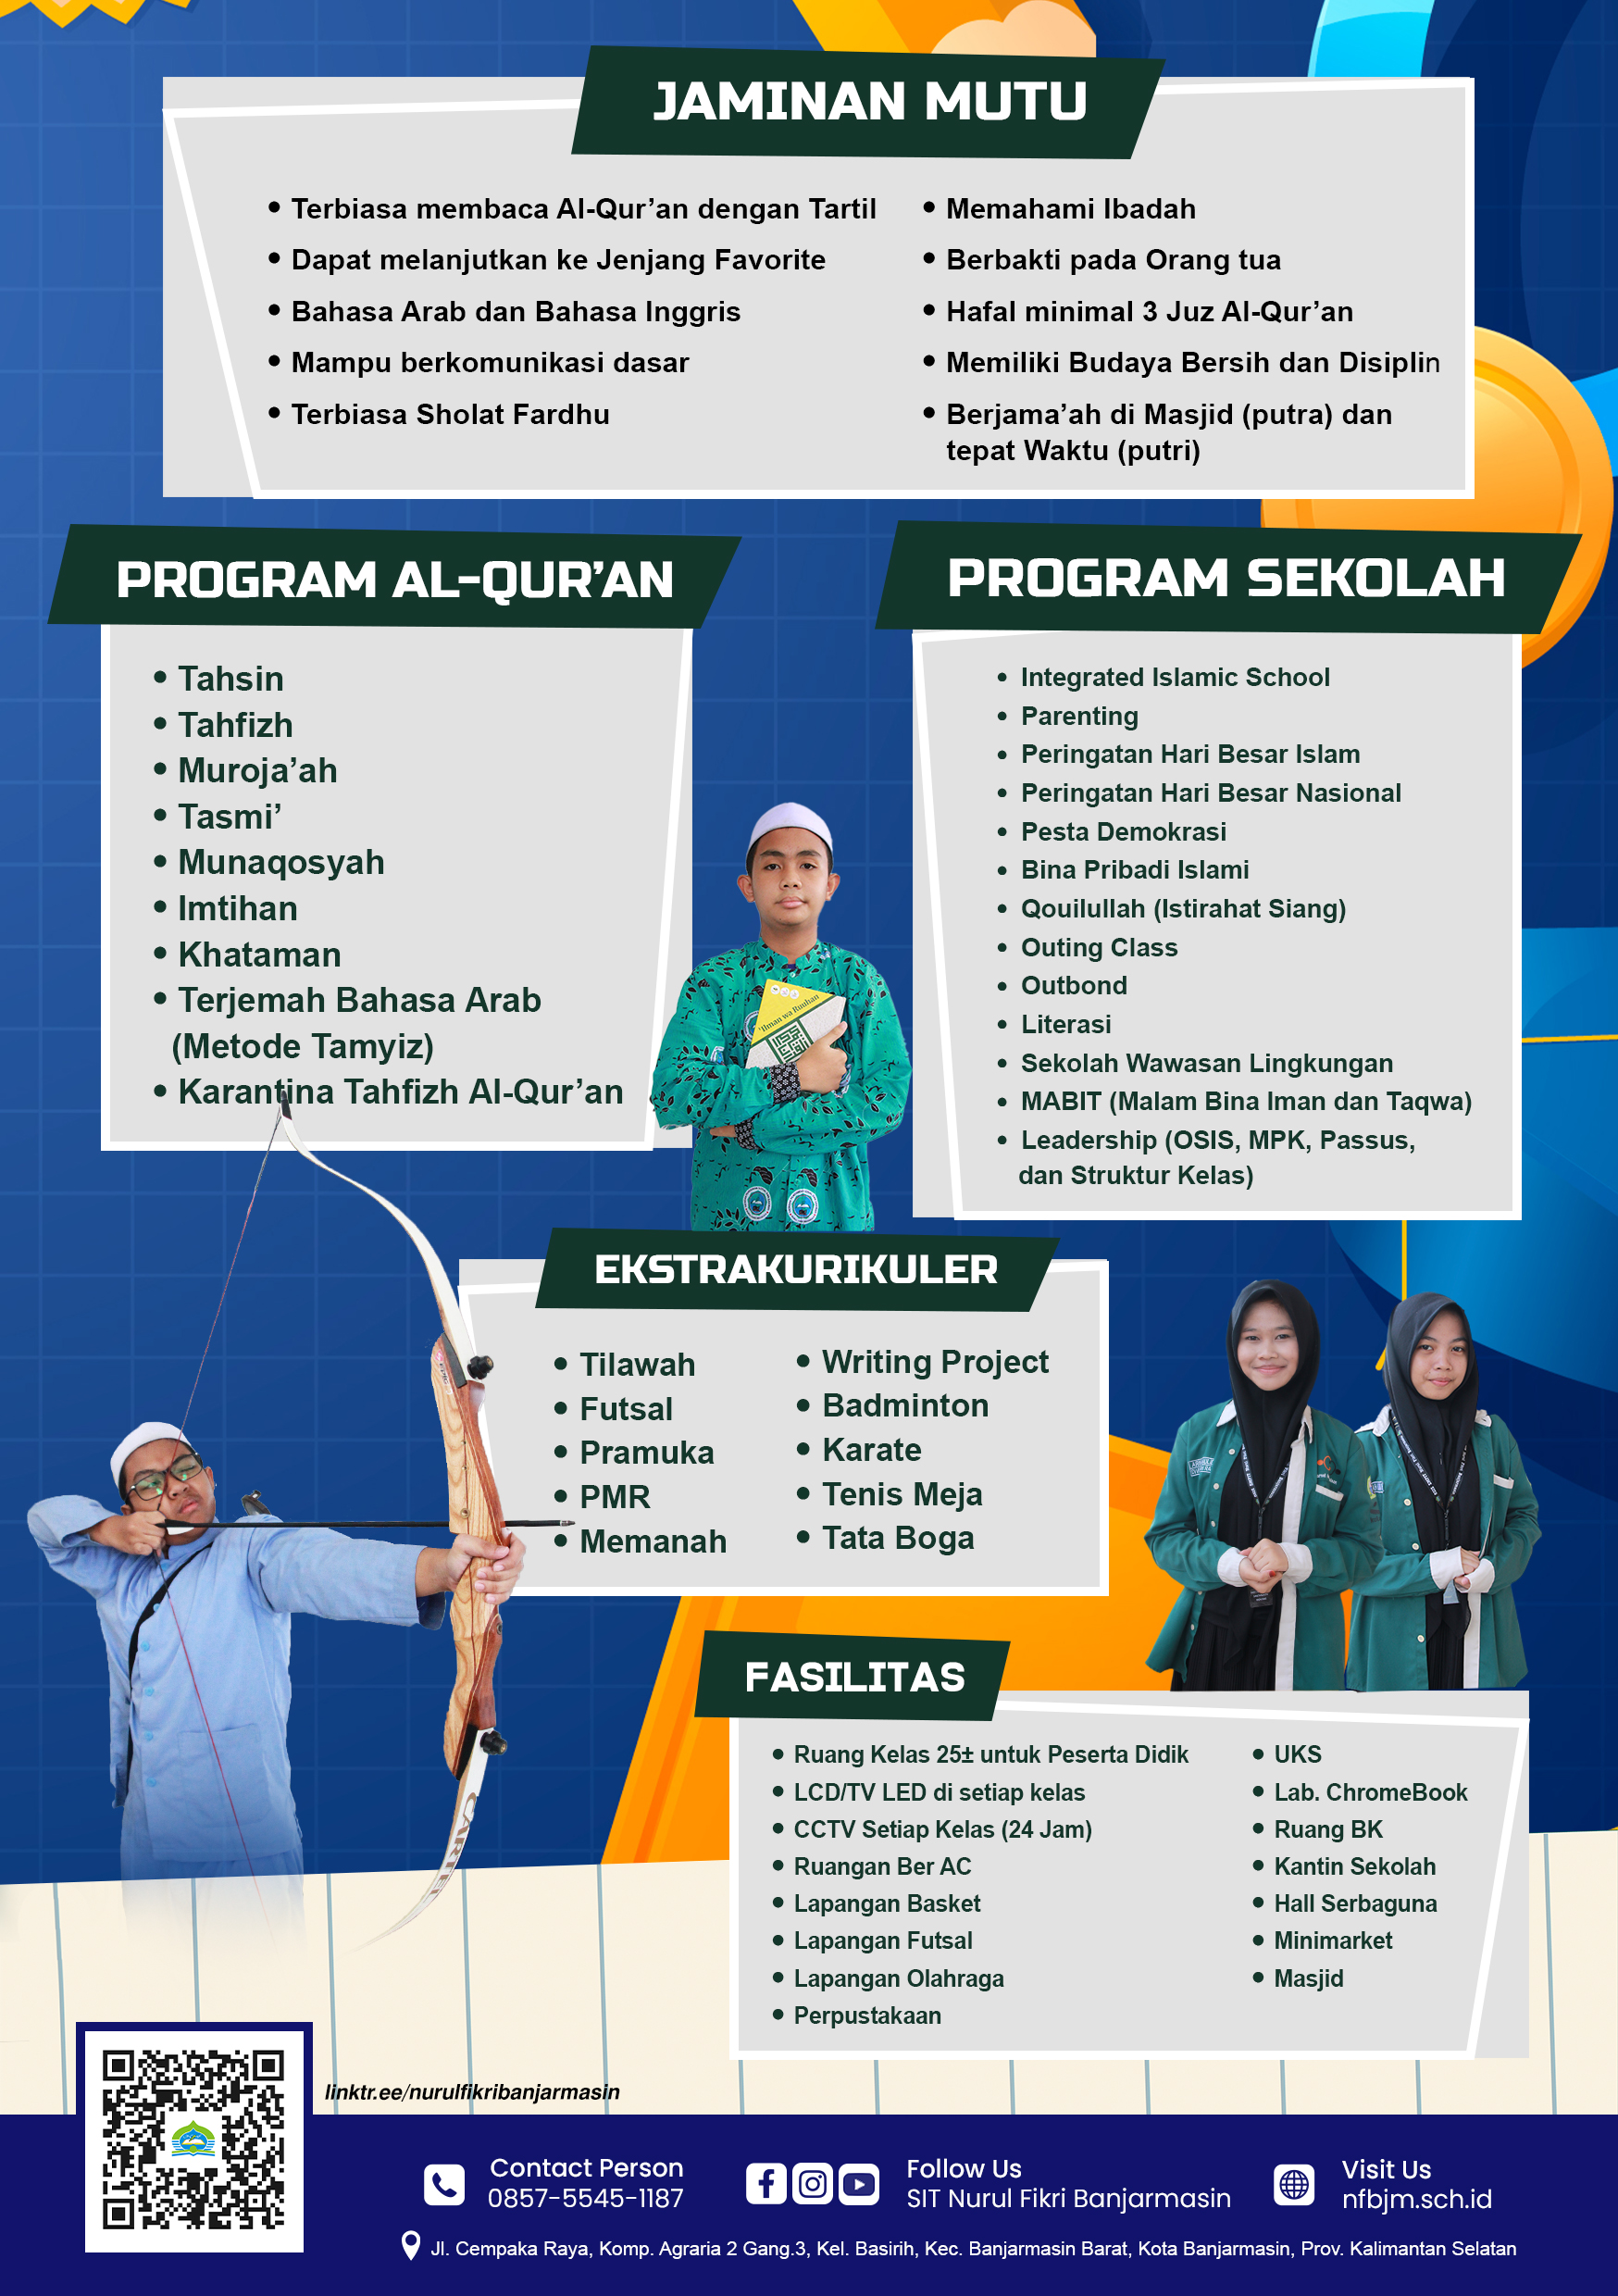 JAMINAN MUTU
• Terbiasa membaca Al-Qur’an dengan Tartil
• Dapat melanjutkan ke Jenjang Favorite
• Bahasa Arab dan Bahasa Inggris
• Mampu berkomunikasi dasar
• Terbiasa Sholat Fardhu
• Memahami Ibadah
• Berbakti pada Orang tua
• Hafal minimal 3 Juz Al-Qur’an
• Memiliki Budaya Bersih dan Disiplin
• Berjama’ah di Masjid (putra) dan
tepat Waktu (putri)
PROGRAM AL-QUR’AN
• Tahsin
• Tahfizh
• Muroja’ah
• Tasmi’
• Munaqosyah
• Imtihan
• Khataman
• Terjemah Bahasa Arab
(Metode Tamyiz)
• Karantina Tahfizh Al-Qur’an
PROGRAM SEKOLAH
• Integrated Islamic School
• Parenting
• Peringatan Hari Besar Islam
• Peringatan Hari Besar Nasional
• Pesta Demokrasi
• Bina Pribadi Islami
• Qouilullah (Istirahat Siang)
• Outing Class
• Outbond
• Literasi
• Sekolah Wawasan Lingkungan
• MABIT (Malam Bina Iman dan Taqwa)
• Leadership (OSIS, MPK, Passus,
dan Struktur Kelas)
'Ilman wa Ruuhan
EKSTRAKURIKULER
• Tilawah
• Futsal
• Pramuka
• PMR
• Memanah
• Writing Project
• Badminton
• Karate
• Tenis Meja
• Tata Boga
FASILITAS
• Ruang Kelas 25± untuk Peserta Didik
• LCD/TV LED di setiap kelas
• CCTV Setiap Kelas (24 Jam)
• Ruangan Ber AC
• Lapangan Basket
• Lapangan Futsal
• Lapangan Olahraga
• Perpustakaan
• UKS
• Lab. ChromeBook
• Ruang BK
• Kantin Sekolah
• Hall Serbaguna
• Minimarket
• Masjid
linktr.ee/nurulfikribanjarmasin
Contact Person
0857-5545-1187
Follow Us
SIT Nurul Fikri Banjarmasin
Visit Us
nfbjm.sch.id
Jl. Cempaka Raya, Komp. Agraria 2 Gang.3, Kel. Basirih, Kec. Banjarmasin Barat, Kota Banjarmasin, Prov. Kalimantan Selatan